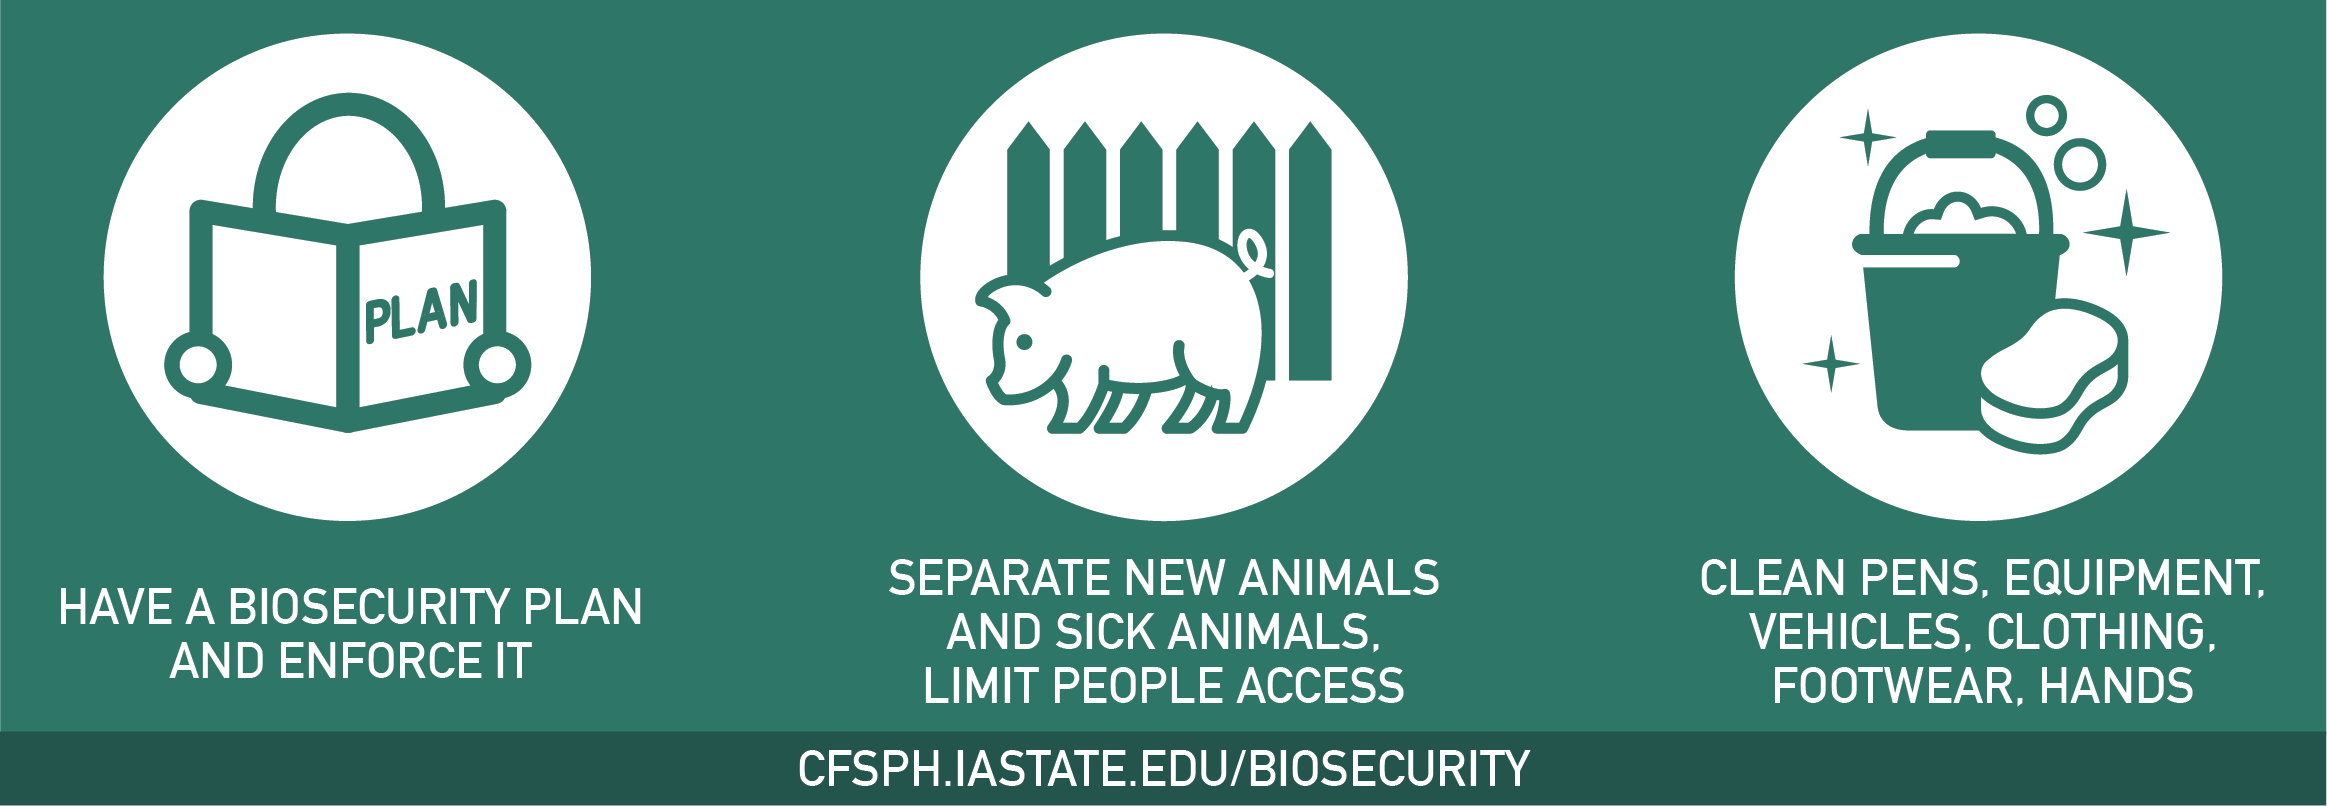 PLAN
HAVE A BIOSECURITY PLAN
AND ENFORCE IT
SEPARATE NEW ANIMALS
AND SICK ANIMALS,
LIMIT PEOPLE ACCESS
CLEAN PENS, EQUIPMENT,
VEHICLES, CLOTHING,
FOOTWEAR, HANDS
CFSPH.IASTATE.EDU/BIOSECURITY